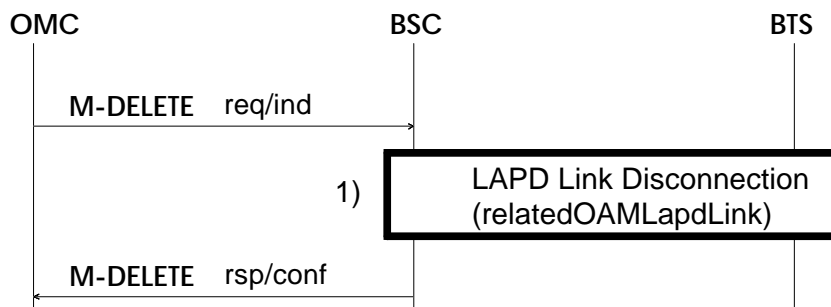 OMC BSC BTS
M-DELETE req/ind
1) LAPD Link Disconnection
(relatedOAMLapdLink)
M-DELETE rsp/conf